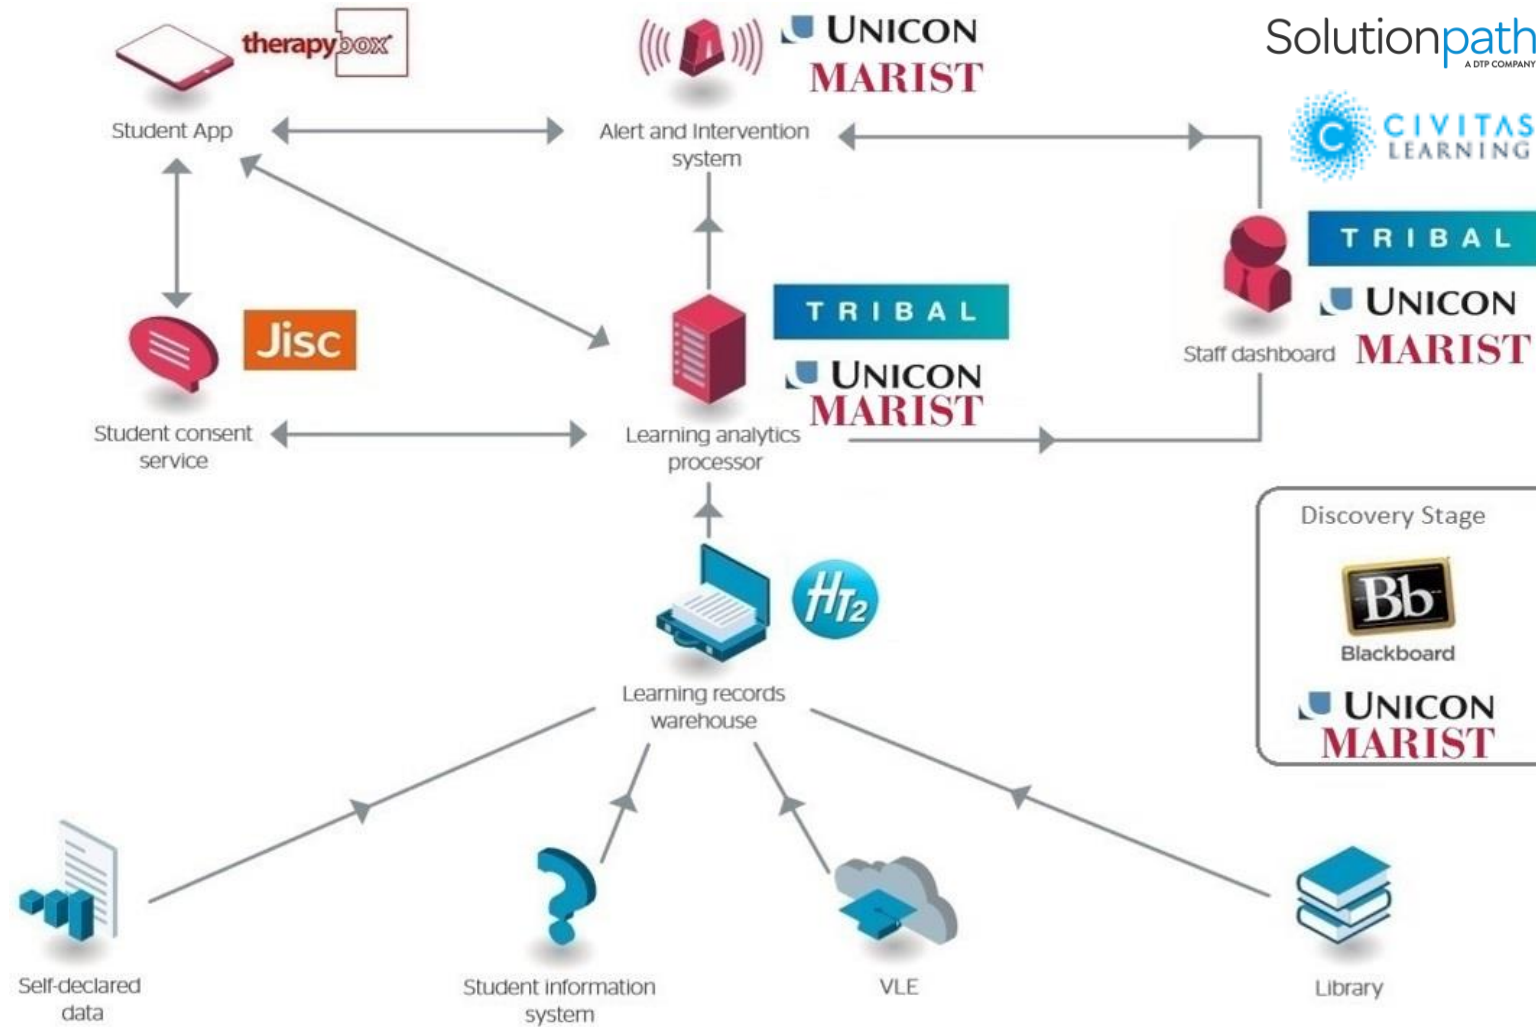 therapybox
UNICON
MARIST
Solutionpath
A DTP COMPANY
Student App
Alert and Intervention
system
C
CIVITAS
LEARNING
TRIBAL
UNICON
MARIST
Staff dashboard
Jisc
TRIBAL
UNICON
MARIST
Student consent
service
Learning analytics
processor
Discovery Stage
Bb
Blackboard
UNICON
MARIST
HT2
Learning records
warehouse
Self-declared
data
Student information
system
VLE
Library